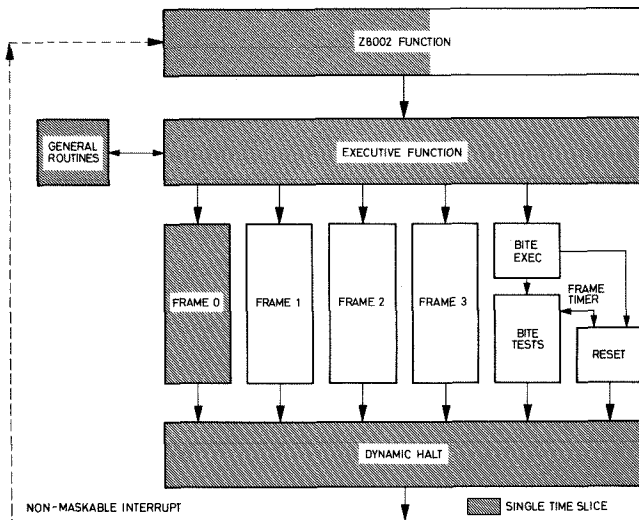 Z8002 FUNCTION
GENERAL
ROUTINES
EXECUTIVE FUNCTION
FRAME 0
FRAME 1
FRAME 2
FRAME 3
BITE
EXEC
FRAME
TIMER
BITE
TESTS
RESET
DYNAMIC HALT
NON-MASKABLE INTERRUPT
SINGLE TIME SLICE